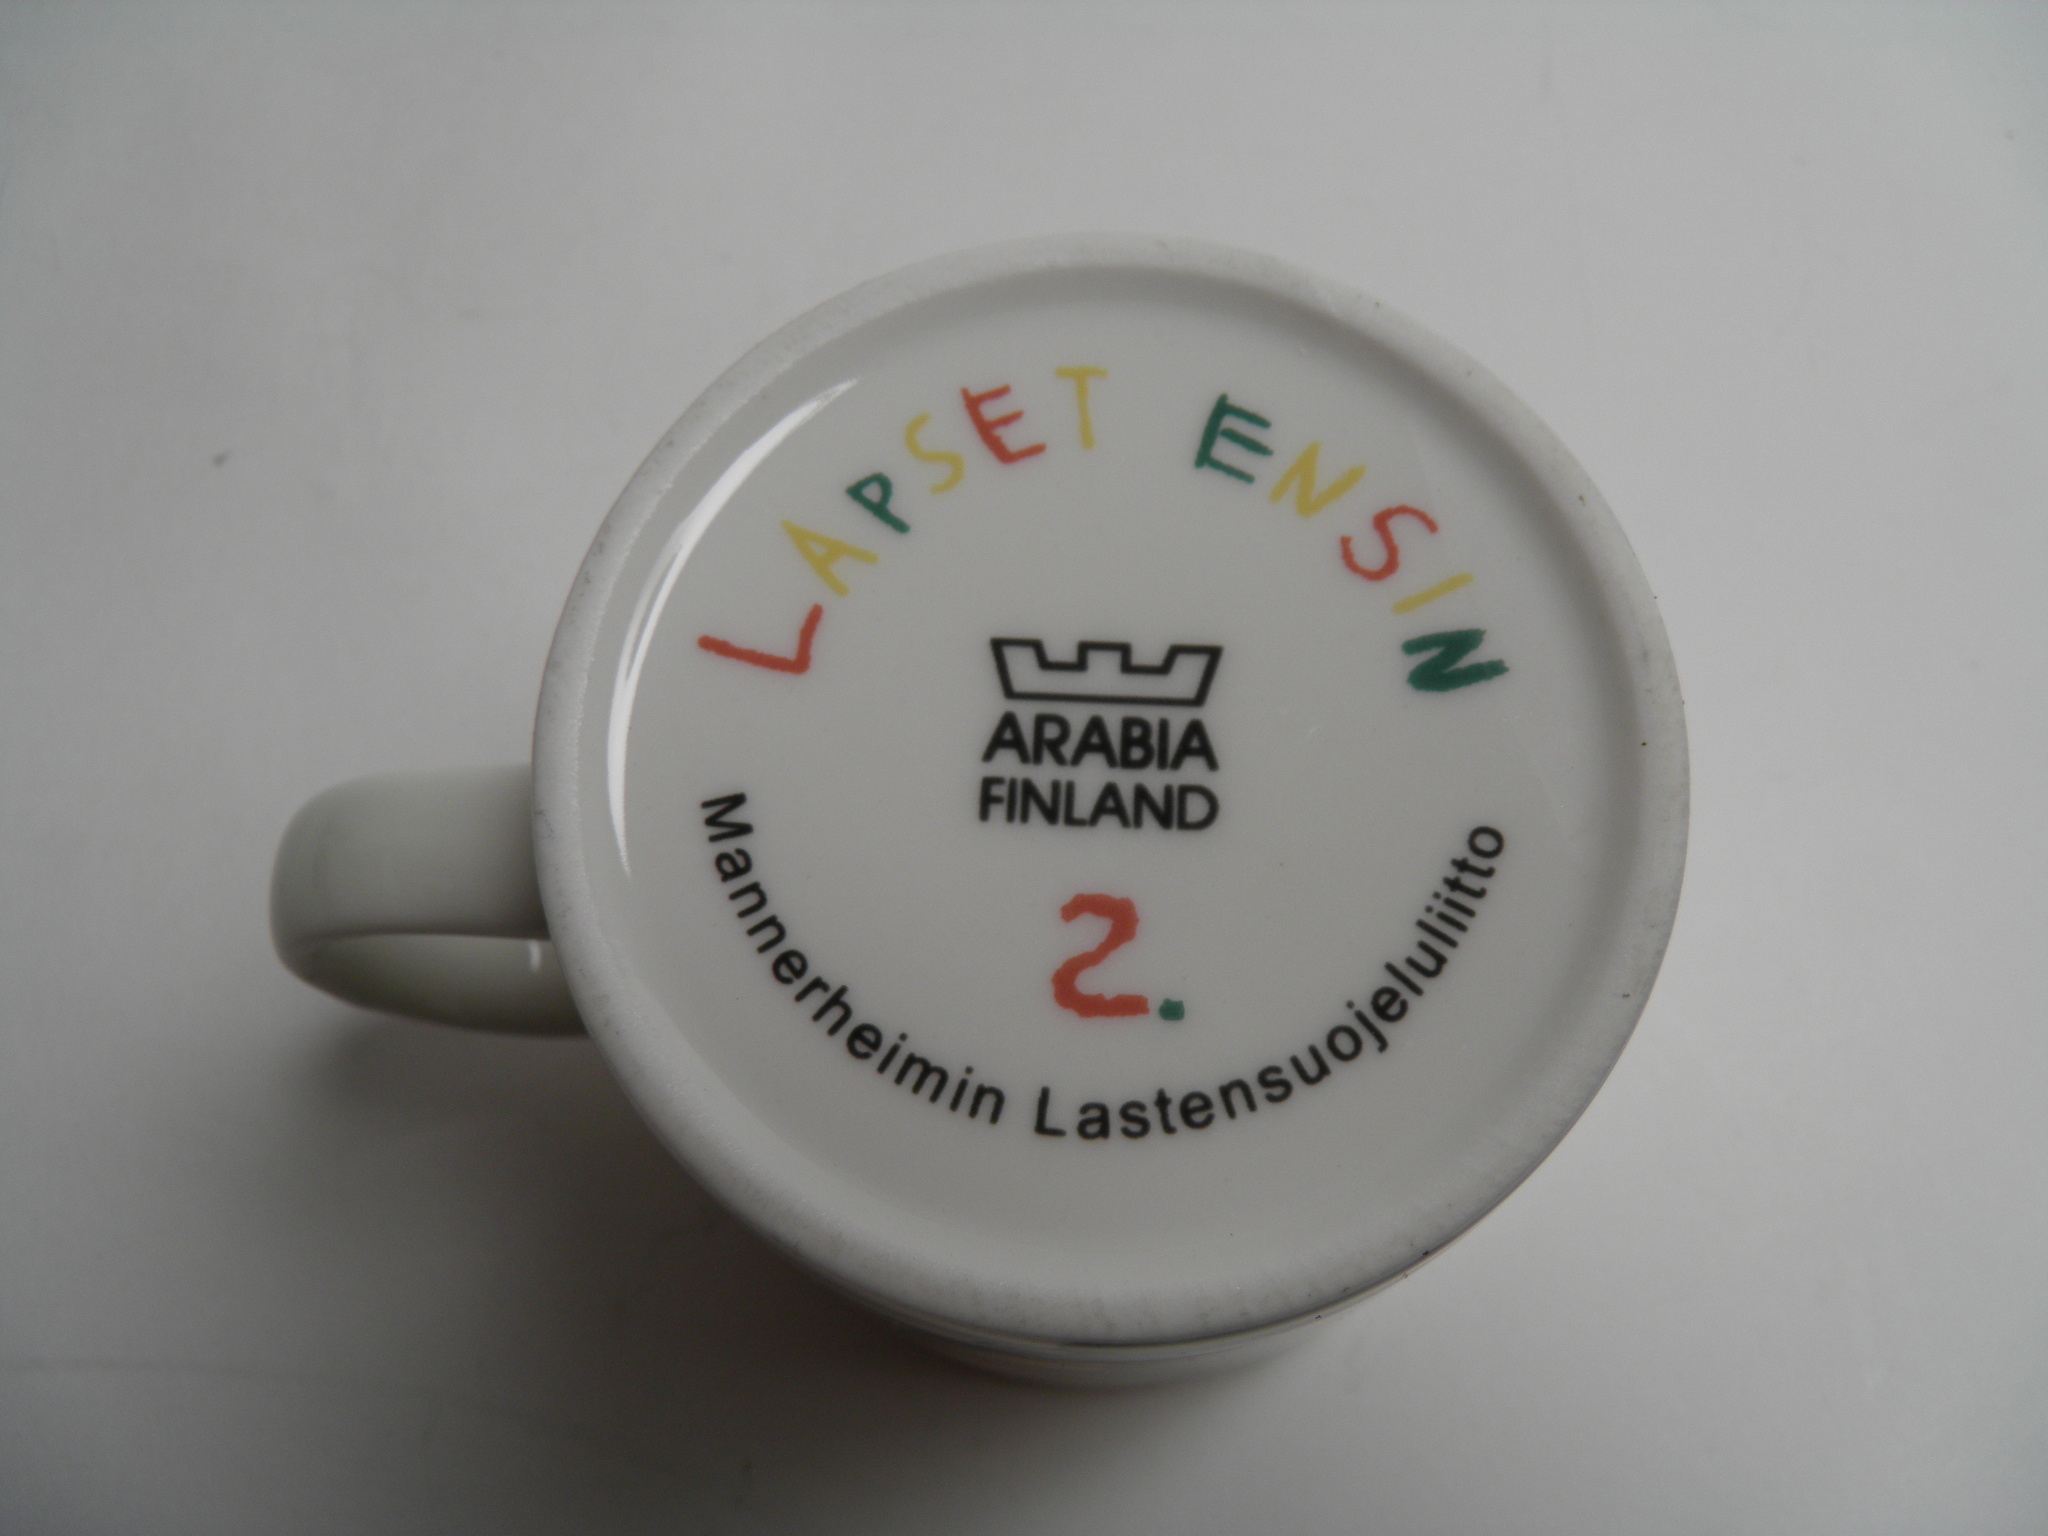 LAPSET ENSIN
ARABIA
FINLAND
2.
Mannerheimin Lastensuojeluliitto